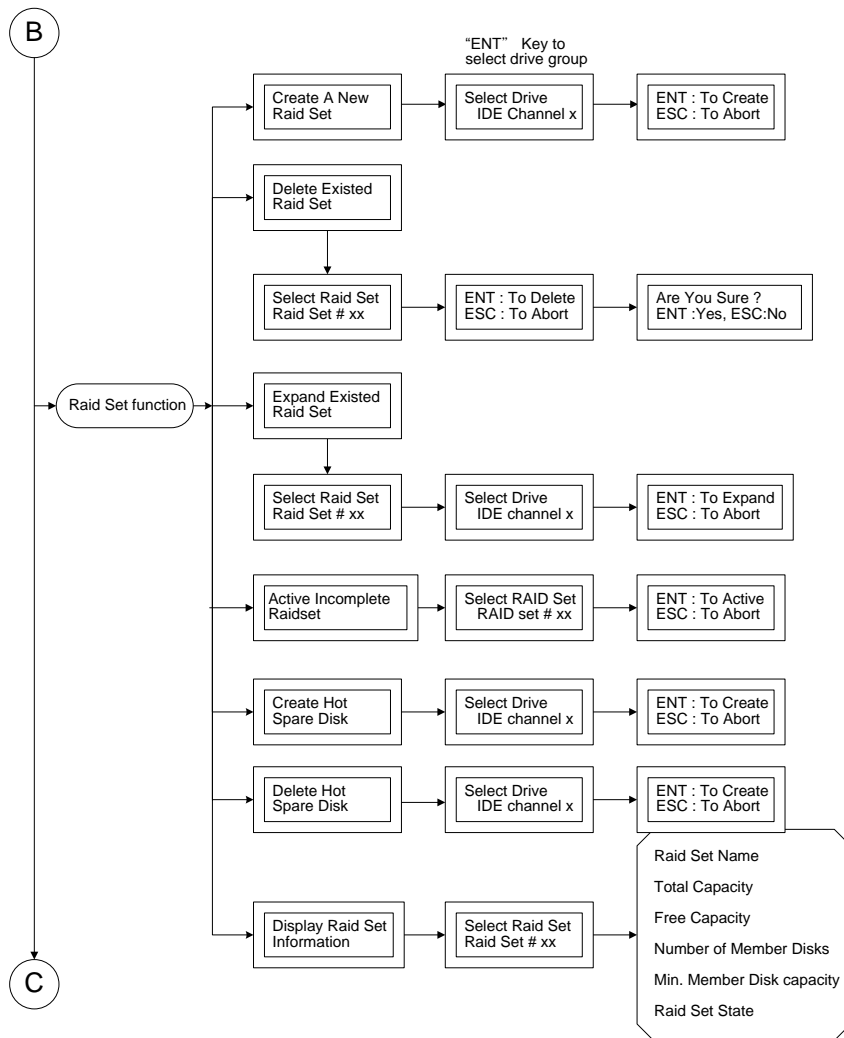 B
“ENT” Key to
select drive group
Create A New
Raid Set
Select Drive
IDE Channel x
ENT : To Create
ESC : To Abort
Delete Existed
Raid Set
Select Raid Set
Raid Set # xx
ENT : To Delete
ESC : To Abort
Are You Sure ?
ENT :Yes, ESC:No
Raid Set function
Expand Existed
Raid Set
Select Raid Set
Raid Set # xx
Select Drive
IDE channel x
ENT : To Expand
ESC : To Abort
Active Incomplete
Raidset
Select RAID Set
RAID set # xx
ENT : To Active
ESC : To Abort
Create Hot
Spare Disk
Select Drive
IDE channel x
ENT : To Create
ESC : To Abort
Delete Hot
Spare Disk
Select Drive
IDE channel x
ENT : To Create
ESC : To Abort
Display Raid Set
Information
Select Raid Set
Raid Set # xx
Raid Set Name
Total Capacity
Free Capacity
Number of Member Disks
Min. Member Disk capacity
Raid Set State
C